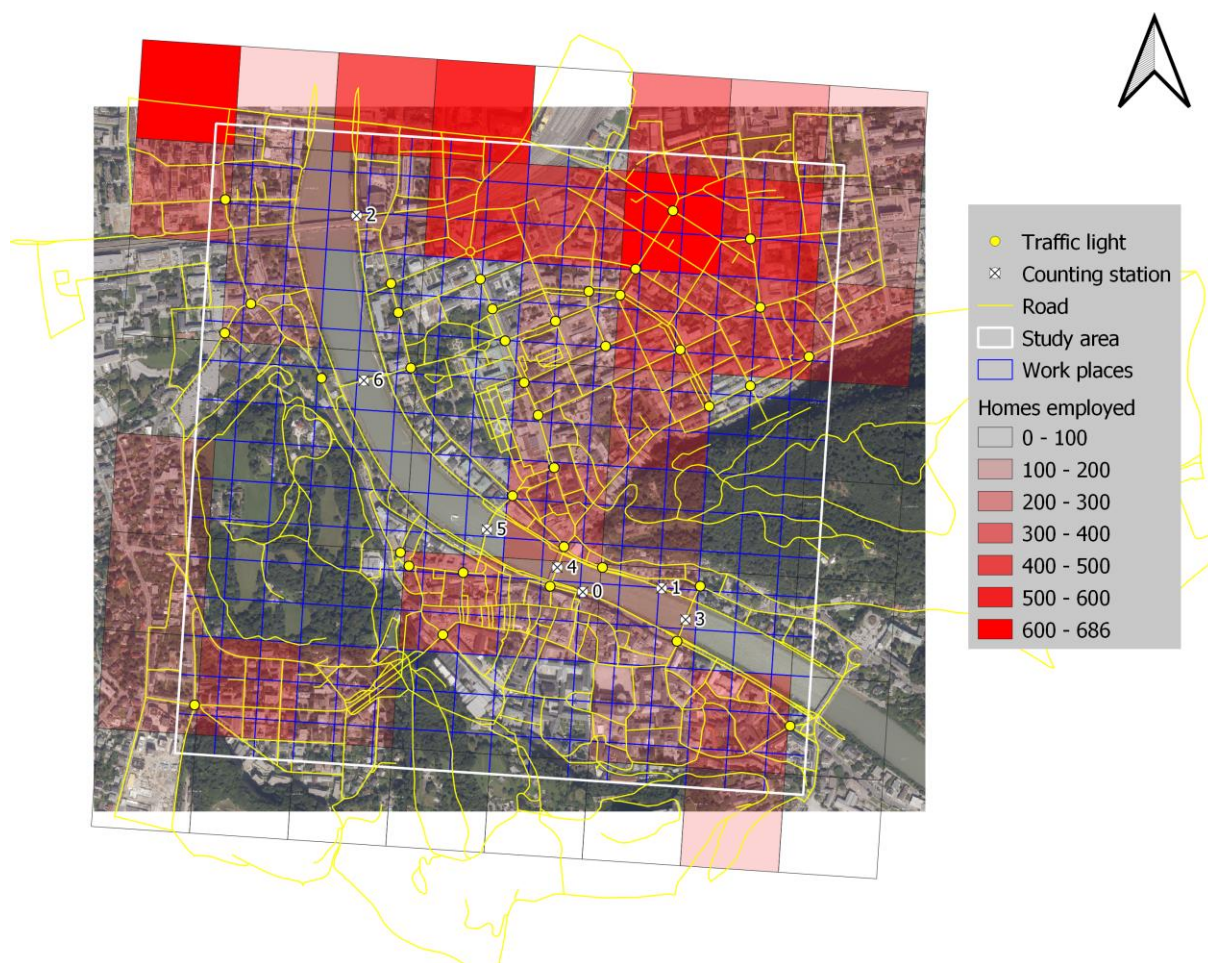 2
6
5
4
0
1
3
Traffic light
Counting station
Road
Study area
Work places
Homes employed
0 - 100
100 - 200
200 - 300
300 - 400
400 - 500
500 - 600
600 - 686